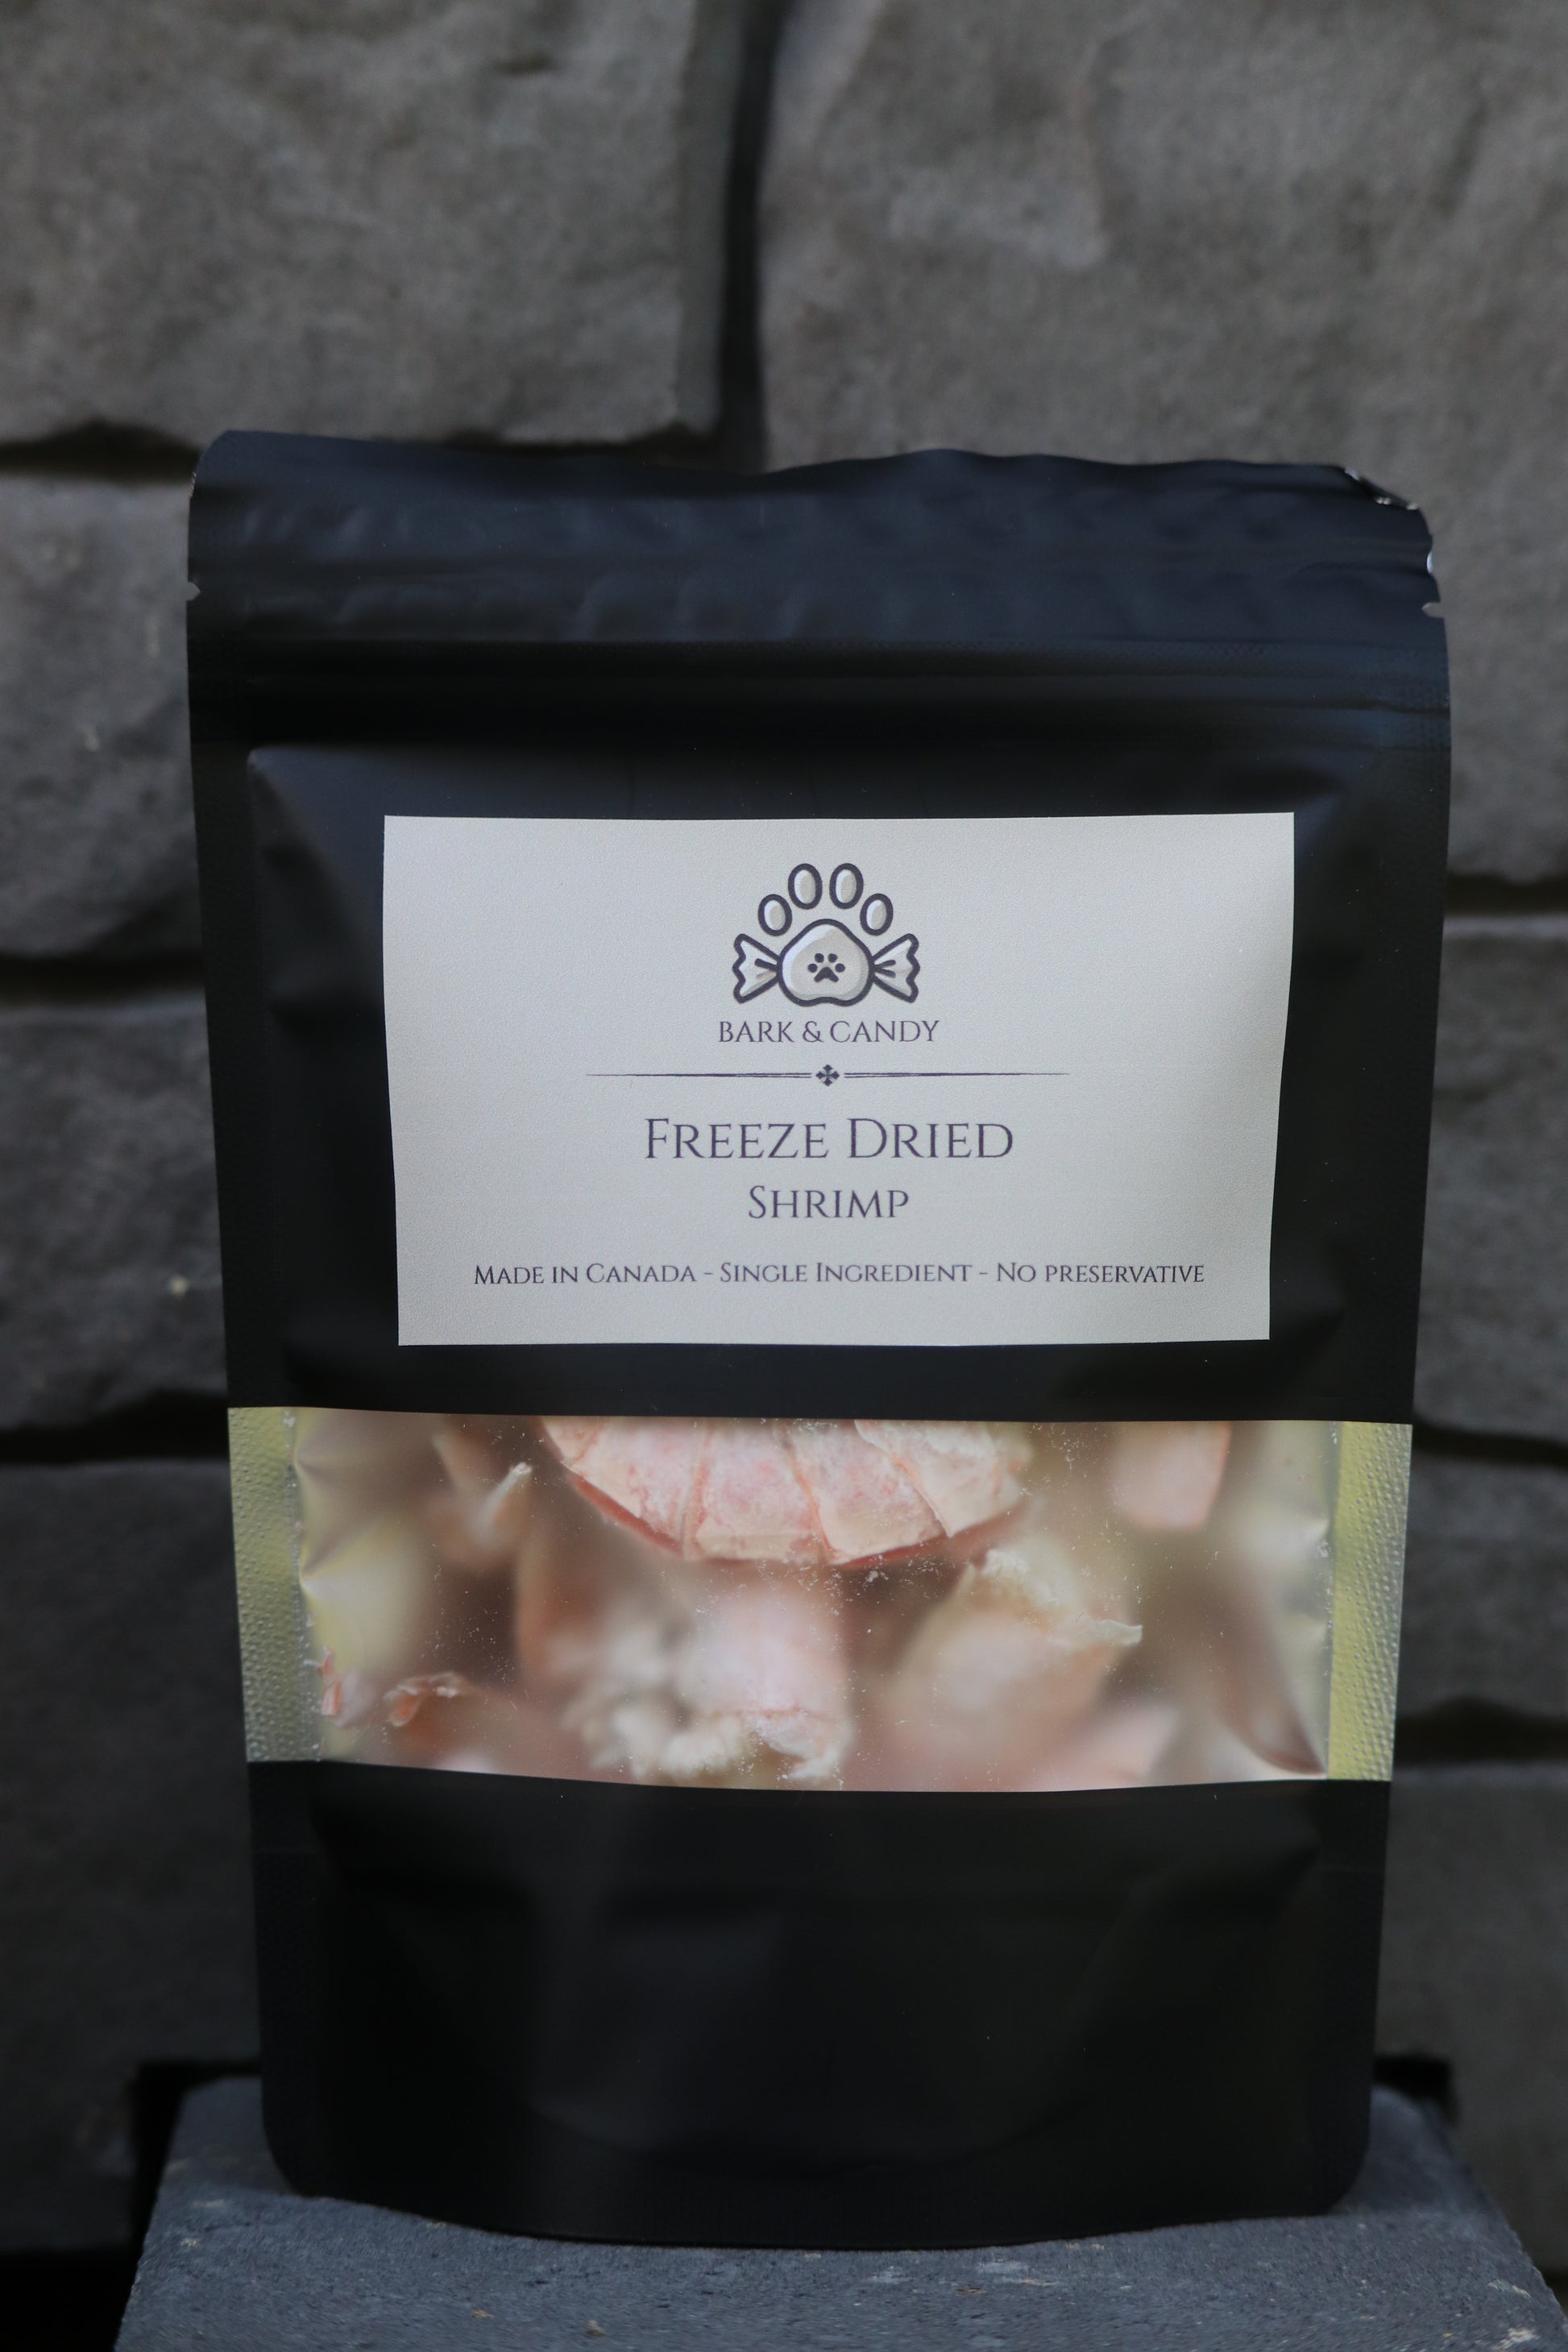 BARK & CANDY
FREEZE DRIED
SHRIMP
MADE IN CANADA - SINGLE INGREDIENT - NO PRESERVATIVE